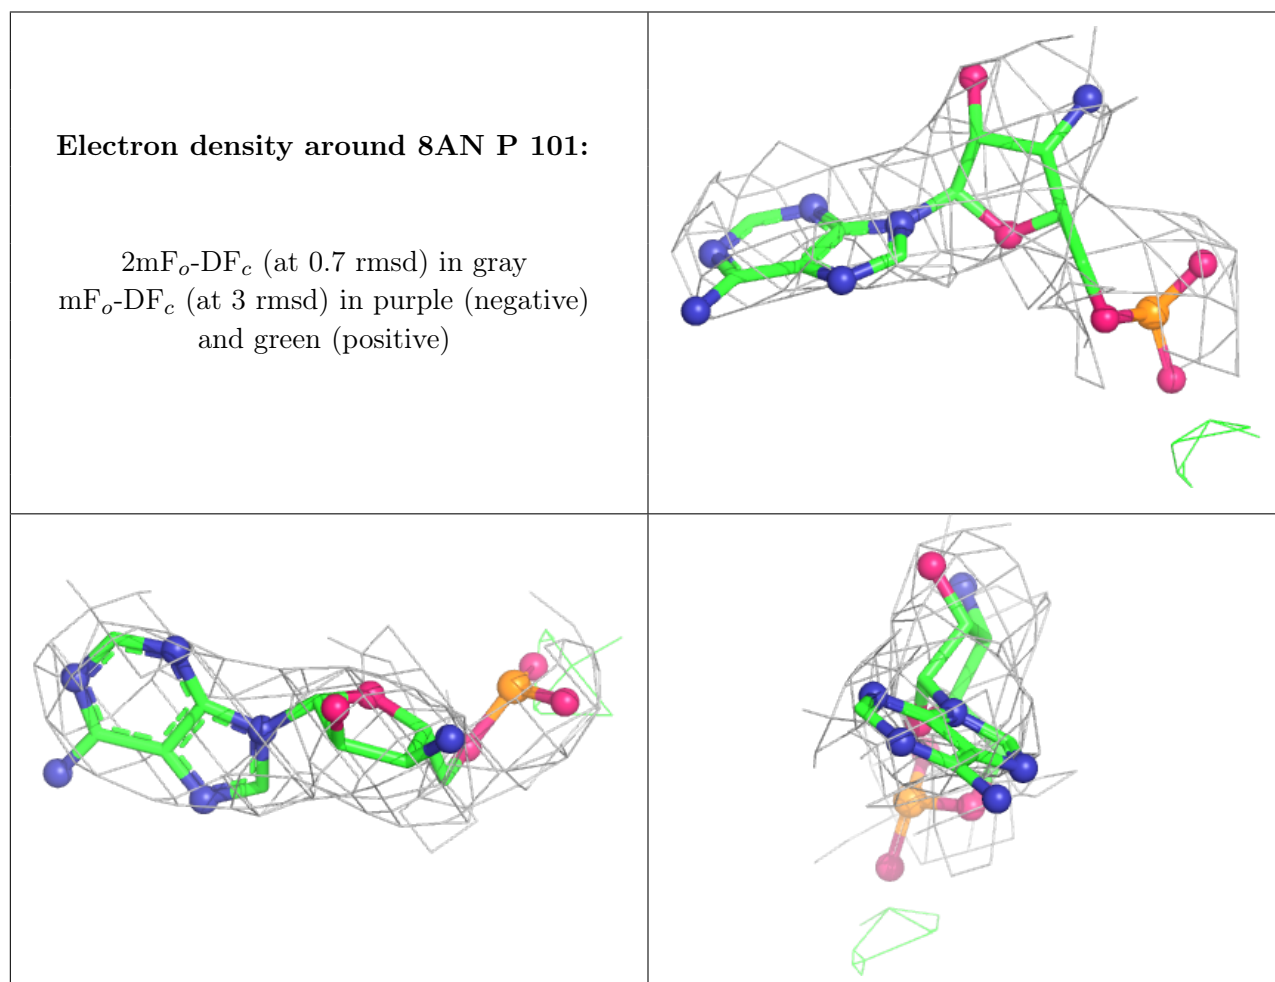 Electron density around 8AN P 101:
2mFo-DFc (at 0.7 rmsd) in gray
mFo-DFc (at 3 rmsd) in purple (negative)
and green (positive)